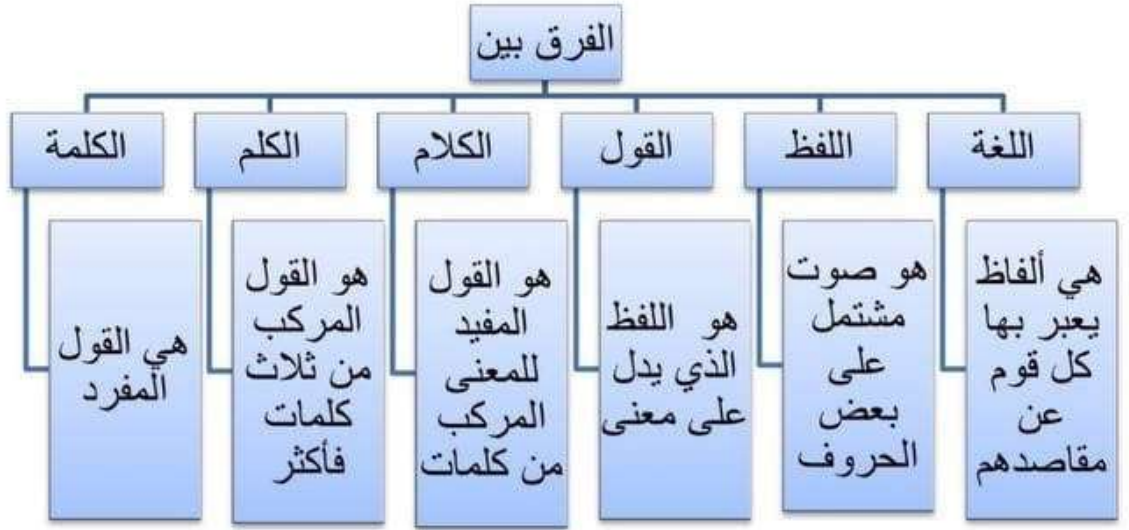 الفرق بين
اللغة
اللفظ
القول
الكلام
الكلم
الكلمة
هي ألفاظ
يعبر بها
كل قوم
عن
مقاصدهم
هو صوت
مشتمل
على
بعض
الحروف
هو اللفظ
الذي يدل
على معنى
هو القول
المفيد
للمعنى
المركب
من كلمات
هو القول
المركب
من ثلاث
كلمات
فأكثر
هي القول
المفرد